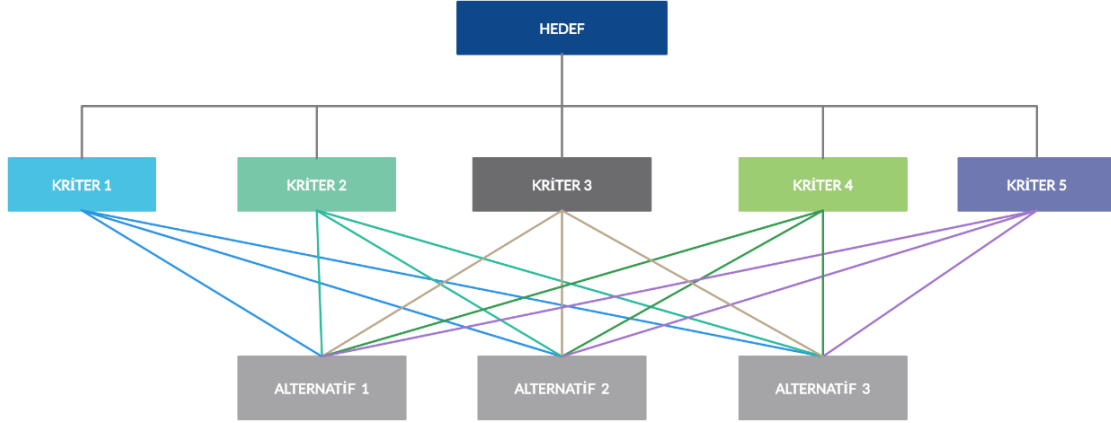 HEDEF
KRİTER 1
KRİTER 2
KRİTER 3
KRİTER 4
KRİTER 5
ALTERNATİF 1
ALTERNATİF 2
ALTERNATİF 3